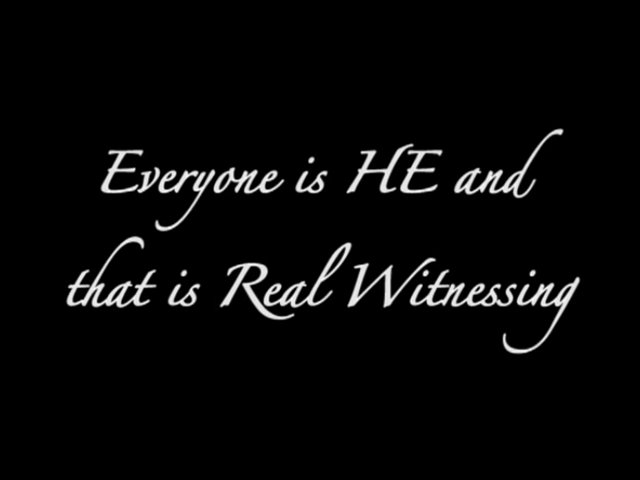 Everyone is HE and
that is Real Witnessing